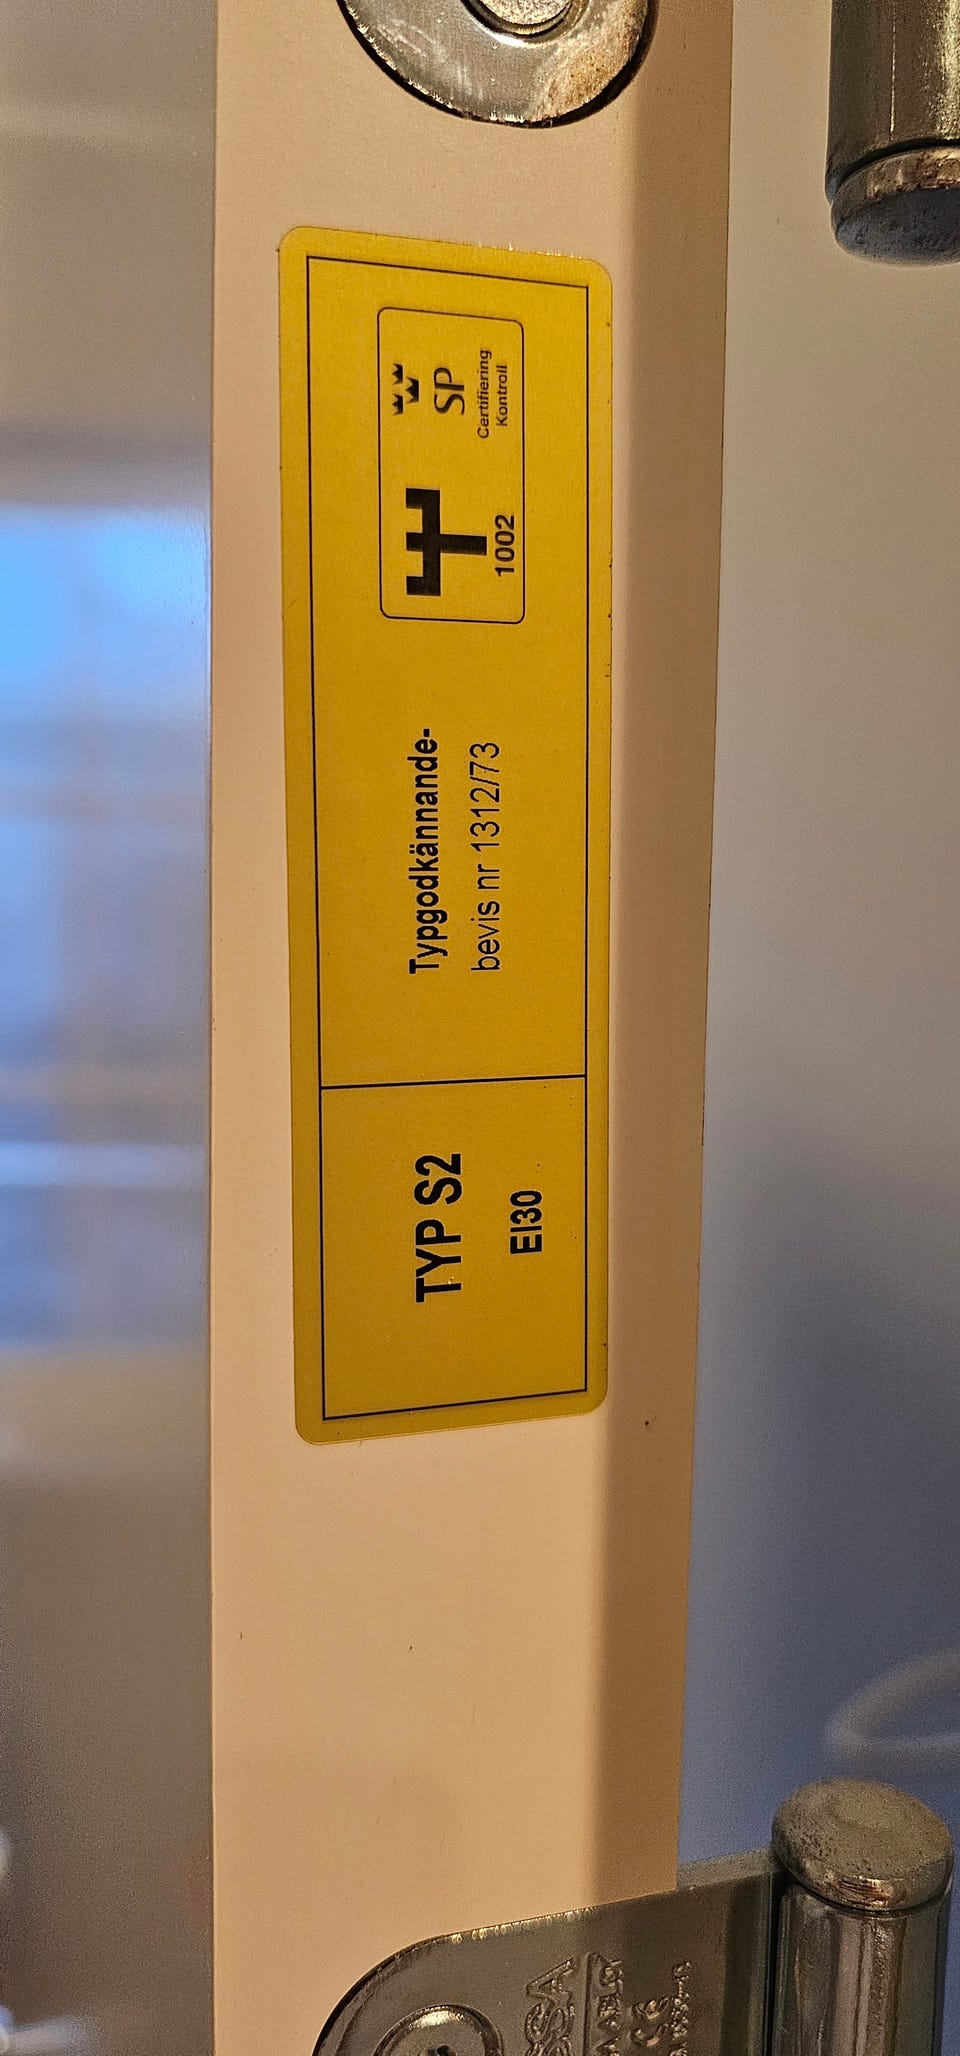 TYP S2
EI30
Typgodkännande-
bevis nr 1312/73
1002
SP
Certifiering
Kontroll